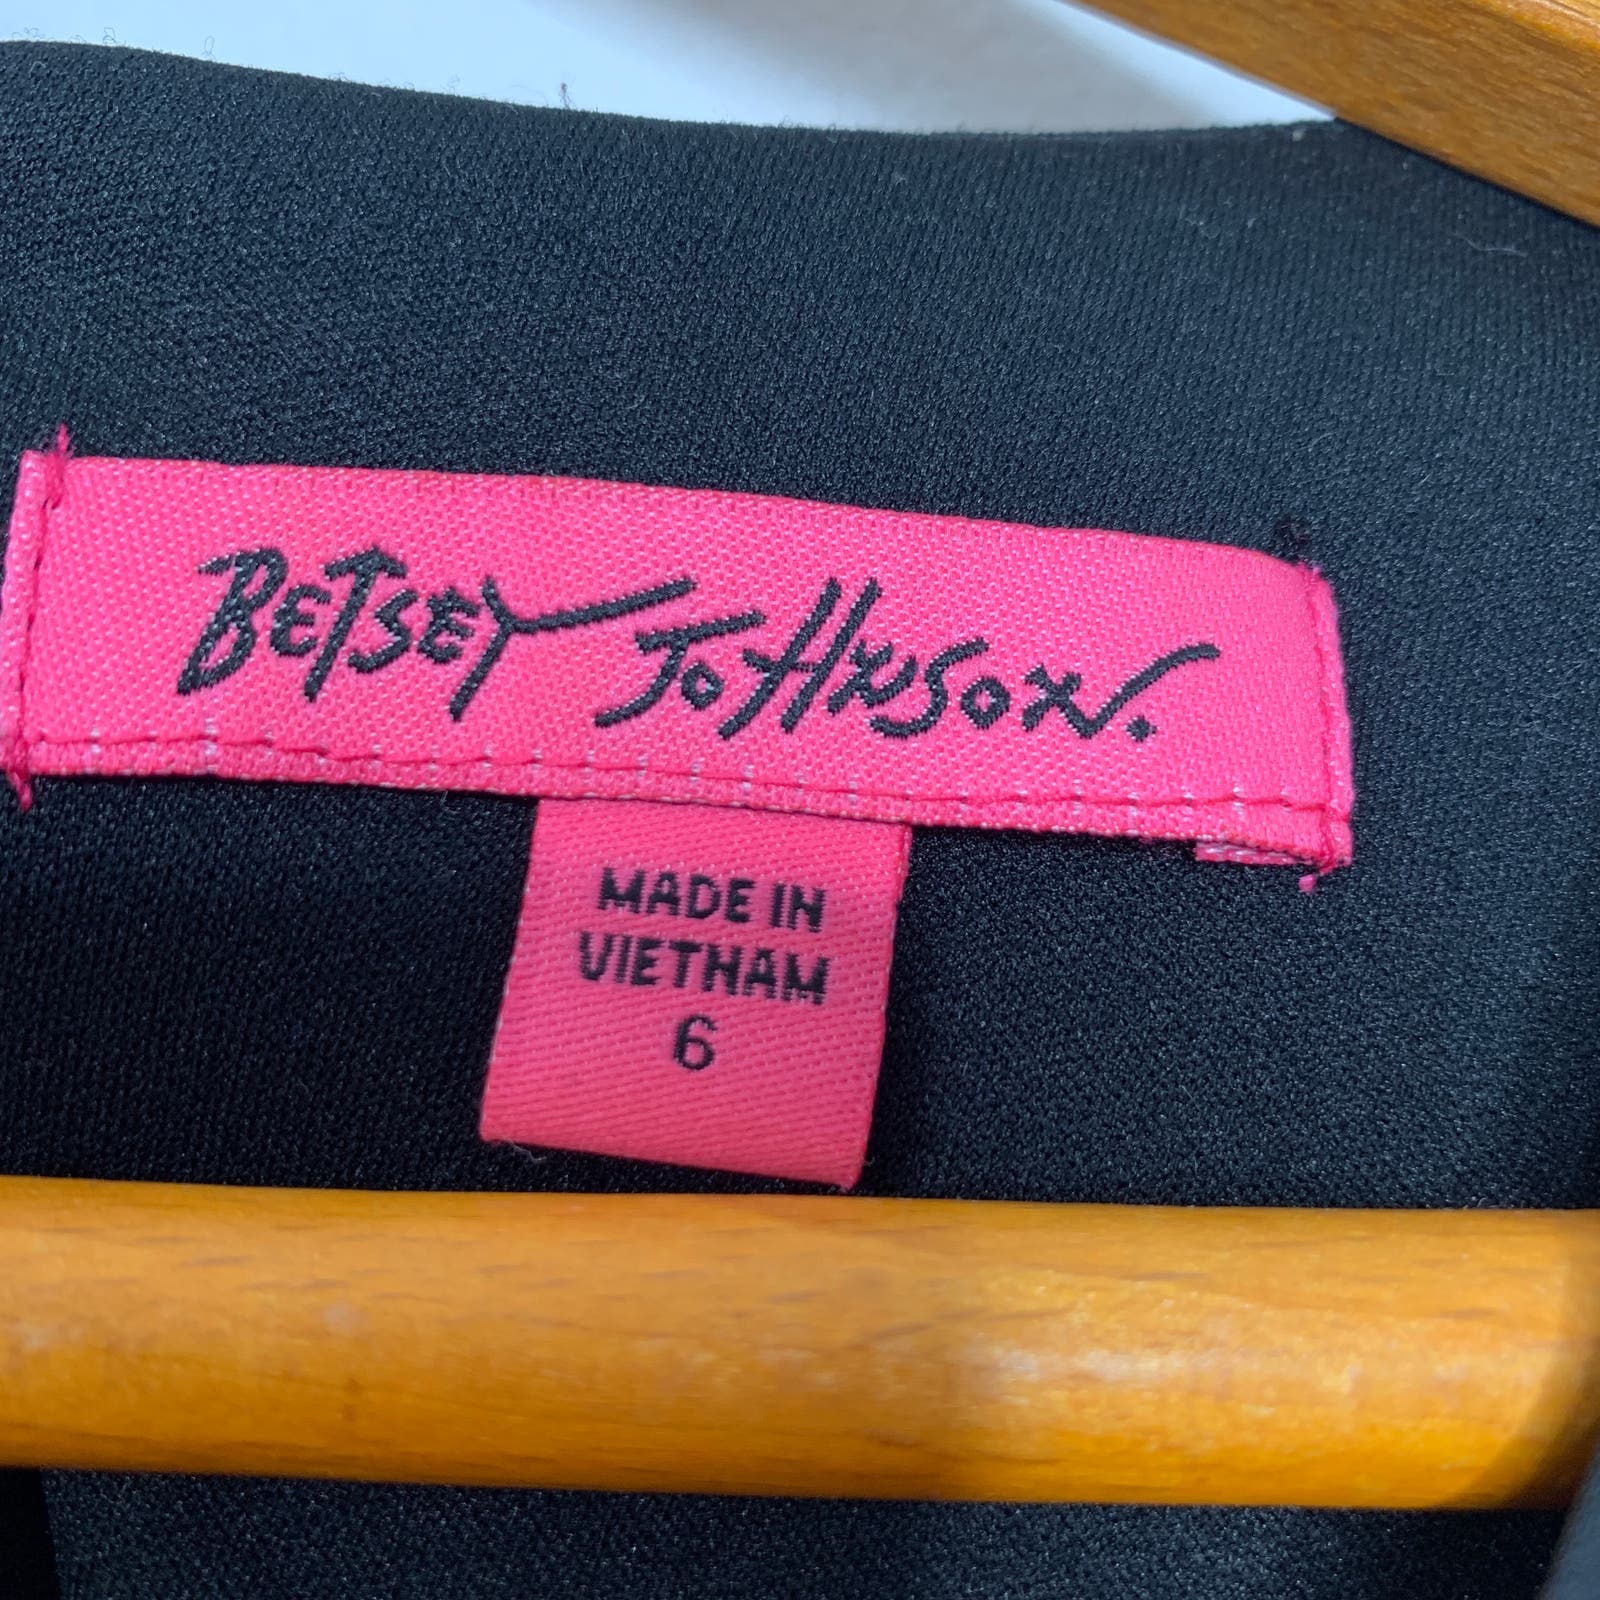 BETSEY JOHNSON.
MADE IN
VIETNAM
6